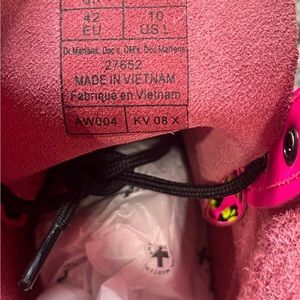 42 10
EU US L
Dr.Martens, Doc's, DM's, Doc Martens
27652
MADE IN VIETNAM
Fabriqué en Vietnam
AW004 KV 08 X